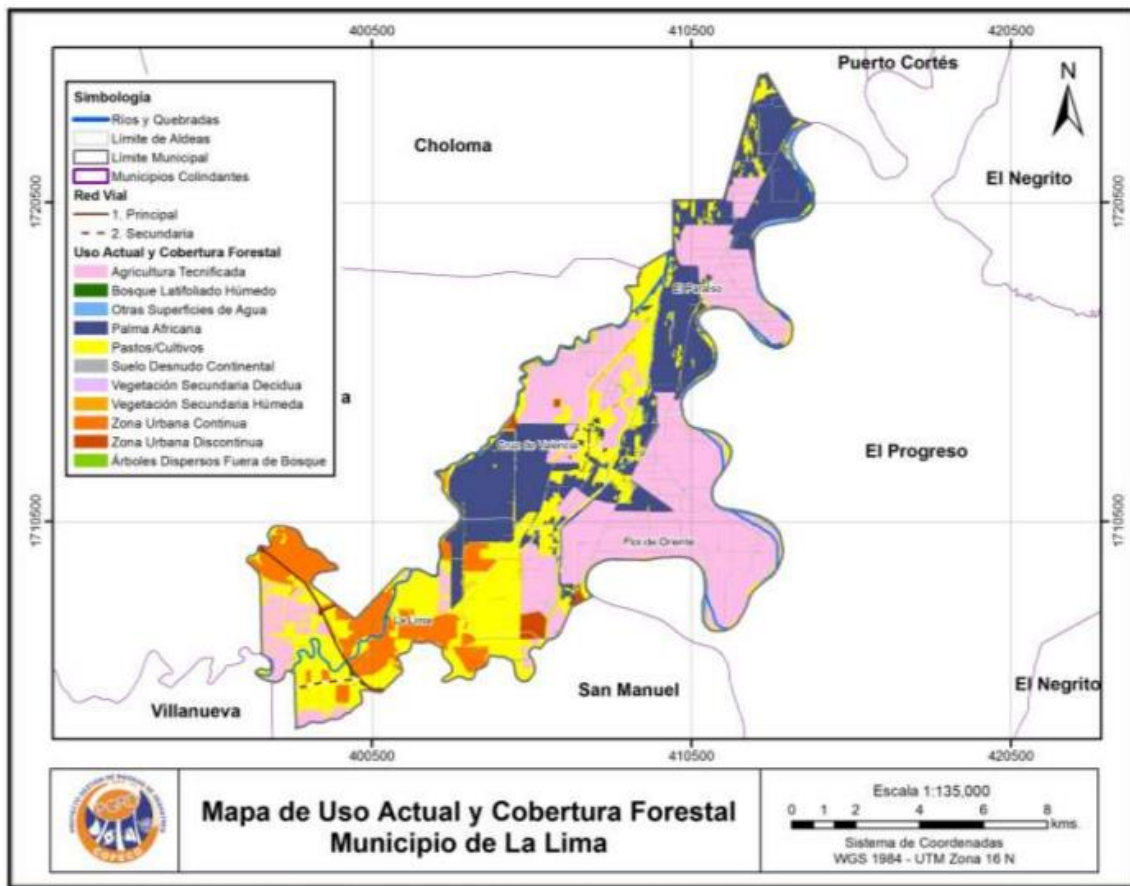 400500 410500 420500
Puerto Cortés
N
Simbología
Ríos y Quebradas
Límite de Aldeas
Límite Municipal
Municipios Colindantes
Red Vial
1. Principal
2. Secundaria
Uso Actual y Cobertura Forestal
Agricultura Tecnificada
Bosque Latifoliado Húmedo
Otras Superficies de Agua
Palma Africana
Pastos/Cultivos
Suelo Desnudo Continental
Vegetación Secundaria Decidua
Vegetación Secundaria Húmeda
Zona Urbana Continua
Zona Urbana Discontinua
Árboles Dispersos Fuera de Bosque
Choloma
El Negrito
1720500 1720500
El Paraíso
a
Cruz de Valencia
El Progreso
1710500 1710500
Flor de Oriente
La Lima
San Manuel
El Negrito
Villanueva
400500 410500 420500
COPECO
Mapa de Uso Actual y Cobertura Forestal
Municipio de La Lima
Escala 1:135,000
0 1 2 4 6 8
kms.
Sistema de Coordenadas
WGS 1984 - UTM Zona 16 N